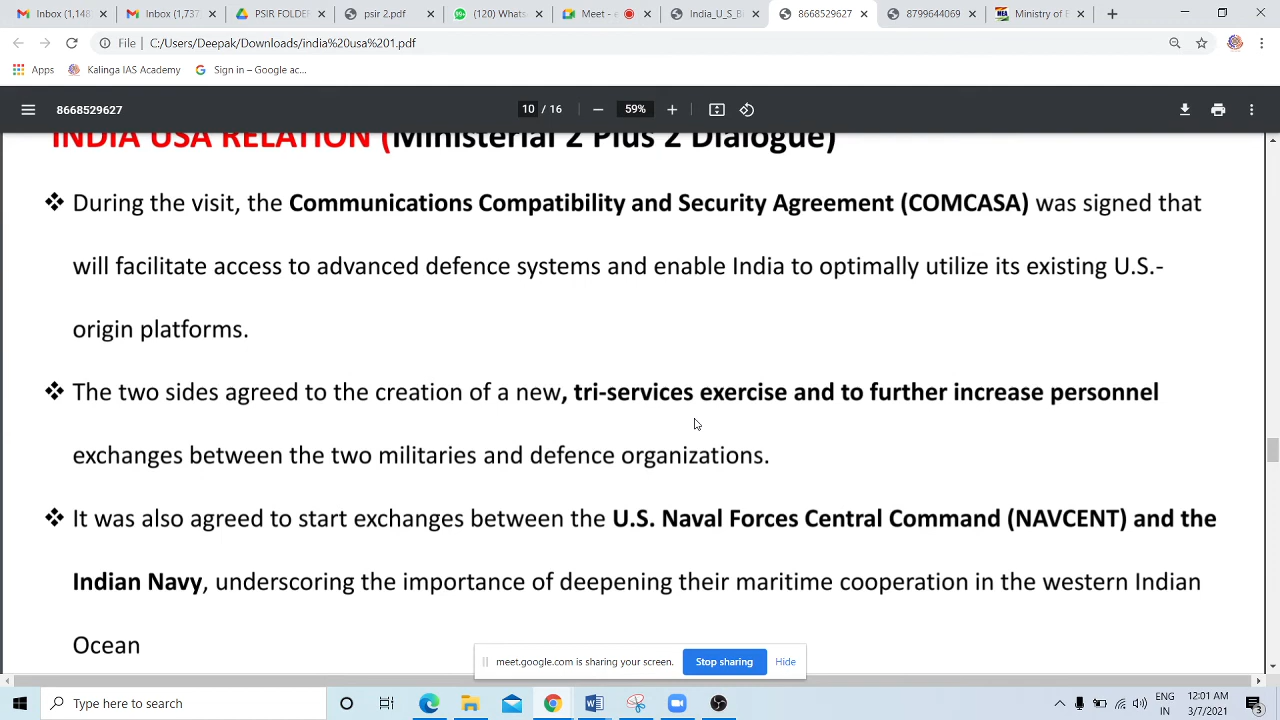 Inbox (1,148
Inbox (1,937
PSIR FOLDE
psir 2.pdf
(120) Whats
Meet -
India_U_S_B
8668529627
8799648369
Ministry of E
File | C:/Users/Deepak/Downloads/india%20usa%201.pdf
Apps Kalinga IAS Academy Sign in – Google ac...
8668529627 10 / 16 59%
INDIA USA RELATION (Ministerial 2 Plus 2 Dialogue)
❖ During the visit, the Communications Compatibility and Security Agreement (COMCASA) was signed that
will facilitate access to advanced defence systems and enable India to optimally utilize its existing U.S.-
origin platforms.
❖ The two sides agreed to the creation of a new, tri-services exercise and to further increase personnel
exchanges between the two militaries and defence organizations.
❖ It was also agreed to start exchanges between the U.S. Naval Forces Central Command (NAVCENT) and the
Indian Navy, underscoring the importance of deepening their maritime cooperation in the western Indian
Ocean
meet.google.com is sharing your screen. Stop sharing Hide
Type here to search
ENG
IN
12:01 AM
3/7/2021
3